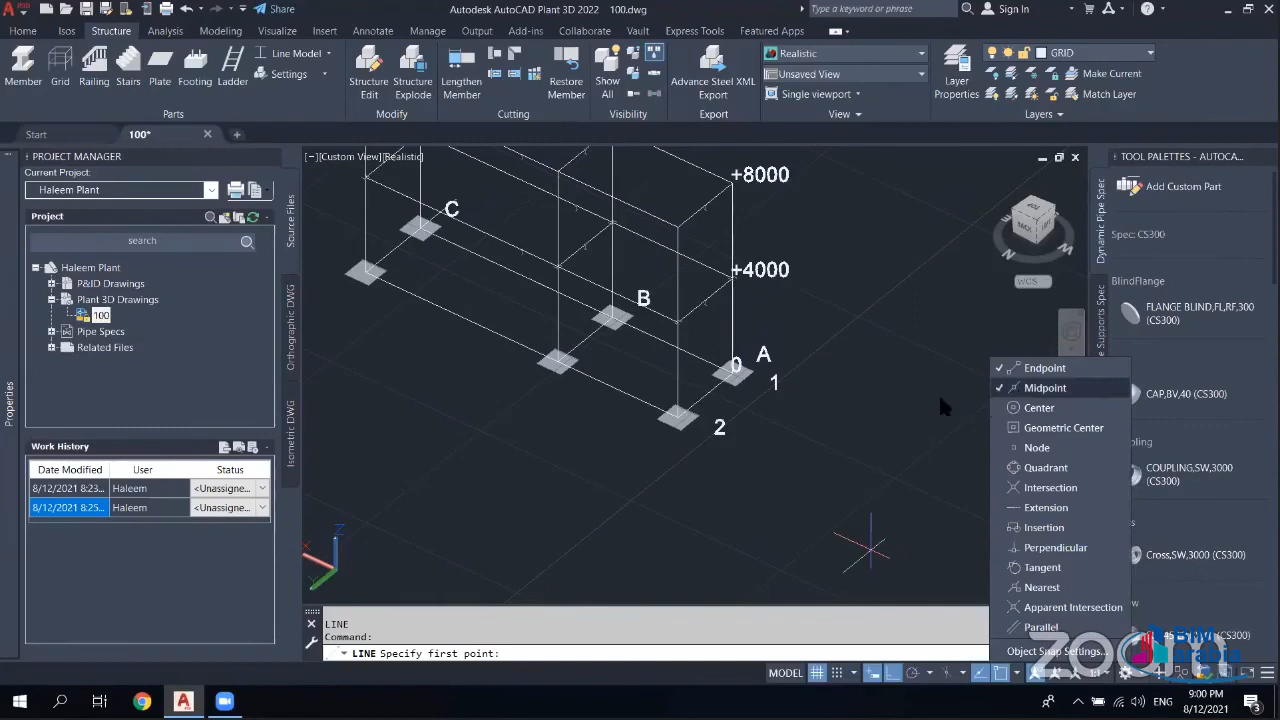 Share
Autodesk AutoCAD Plant 3D 2022 100.dwg
Type a keyword or phrase
Sign In
Home Isos Structure Analysis Modeling Visualize Insert Annotate Manage Output Add-ins Collaborate Vault Express Tools Featured Apps
Line Model
Settings
Member Grid Railing Stairs Plate Footing Ladder
Structure Edit
Structure Explode
Lengthen Member
Restore Member
Show All
Advance Steel XML Export
Realistic
Unsaved View
Single viewport
Layer Properties
GRID
Make Current
Match Layer
Parts Modify Cutting Visibility Export View Layers
Start 100*
PROJECT MANAGER
Current Project:
Haleem Plant
Project
search
Haleem Plant
P&ID Drawings
Plant 3D Drawings
100
Pipe Specs
Related Files
Work History
Date Modified User Status
8/12/2021 8:23... Haleem <Unassigne...
8/12/2021 8:25... Haleem <Unassigne...
Properties
Source Files
Orthographic DWG
Isometric DWG
[−][Custom View][Realistic]
+8000
C
+4000
B
A
0
1
2
X
Z
BACK
W
WCS
TOOL PALETTES - AUTOCA...
Dynamic Pipe Spec
Add Custom Part
Spec: CS300
BlindFlange
FLANGE BLIND,FL,RF,300 (CS300)
CAP,BV,40 (CS300)
COUPLING,SW,3000 (CS300)
Cross,SW,3000 (CS300)
Endpoint
Midpoint
Center
Geometric Center
Node
Quadrant
Intersection
Extension
Insertion
Perpendicular
Tangent
Nearest
Apparent Intersection
Parallel
Object Snap Settings...
LINE
Command:
LINE Specify first point:
MODEL
zoom
BIM arabia
ENG
9:00 PM
8/12/2021
3